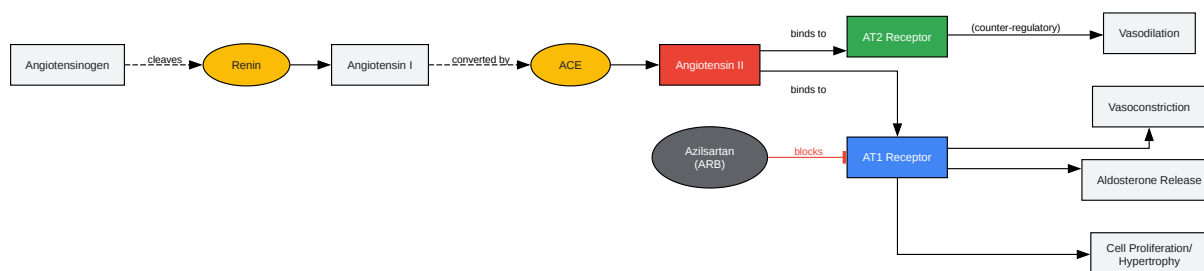 Angiotensinogen
cleaves
Renin
Angiotensin I
converted by
ACE
Angiotensin II
binds to
AT2 Receptor
(counter-regulatory)
Vasodilation
binds to
Azilsartan
(ARB)
blocks
AT1 Receptor
Vasoconstriction
Aldosterone Release
Cell Proliferation/
Hypertrophy